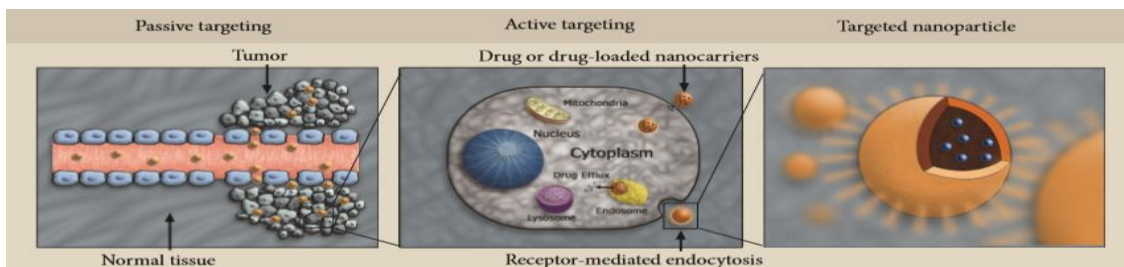 Passive targeting
Active targeting
Targeted nanoparticle
Tumor
Drug or drug-loaded nanocarriers
Mitochondria
Nucleus
Cytoplasm
Drug Efflux
Lysosome
Endosome
Normal tissue
Receptor-mediated endocytosis